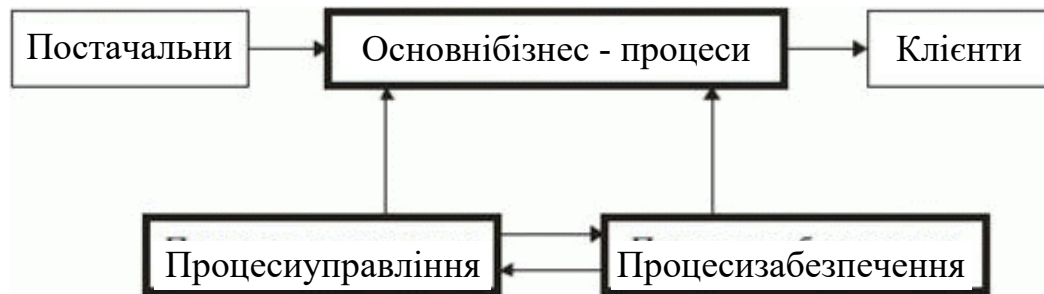 Постачальни
Основнібізнес - процеси
Клієнти
Процесиуправління
Процесизабезпечення